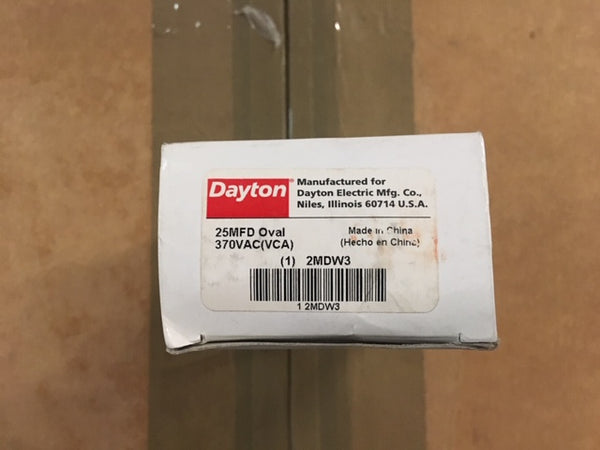 Dayton®
Manufactured for
Dayton Electric Mfg. Co.,
Niles, Illinois 60714 U.S.A.
25MFD Oval
370VAC(VCA)
Made in China
(Hecho en China)
(1) 2MDW3
1 2MDW3